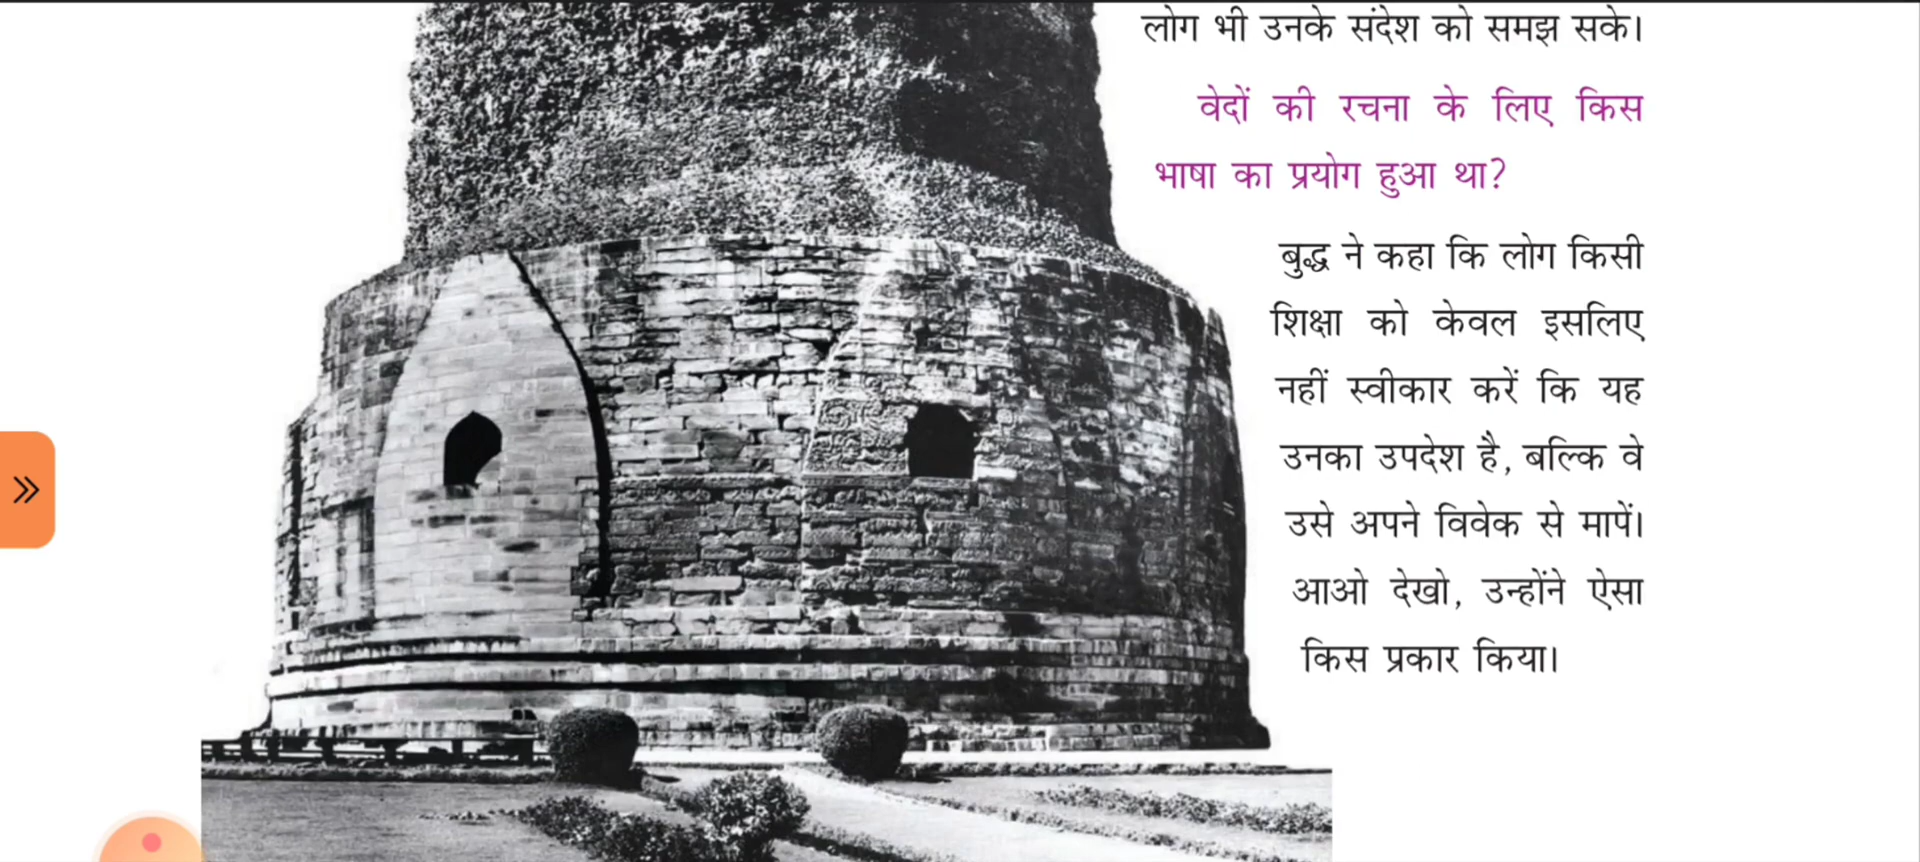 लोग भी उनके संदेश को समझ सके।
वेदों की रचना के लिए किस
भाषा का प्रयोग हुआ था?
बुद्ध ने कहा कि लोग किसी
शिक्षा को केवल इसलिए
नहीं स्वीकार करें कि यह
उनका उपदेश है, बल्कि वे
उसे अपने विवेक से मापें।
आओ देखो, उन्होंने ऐसा
किस प्रकार किया।